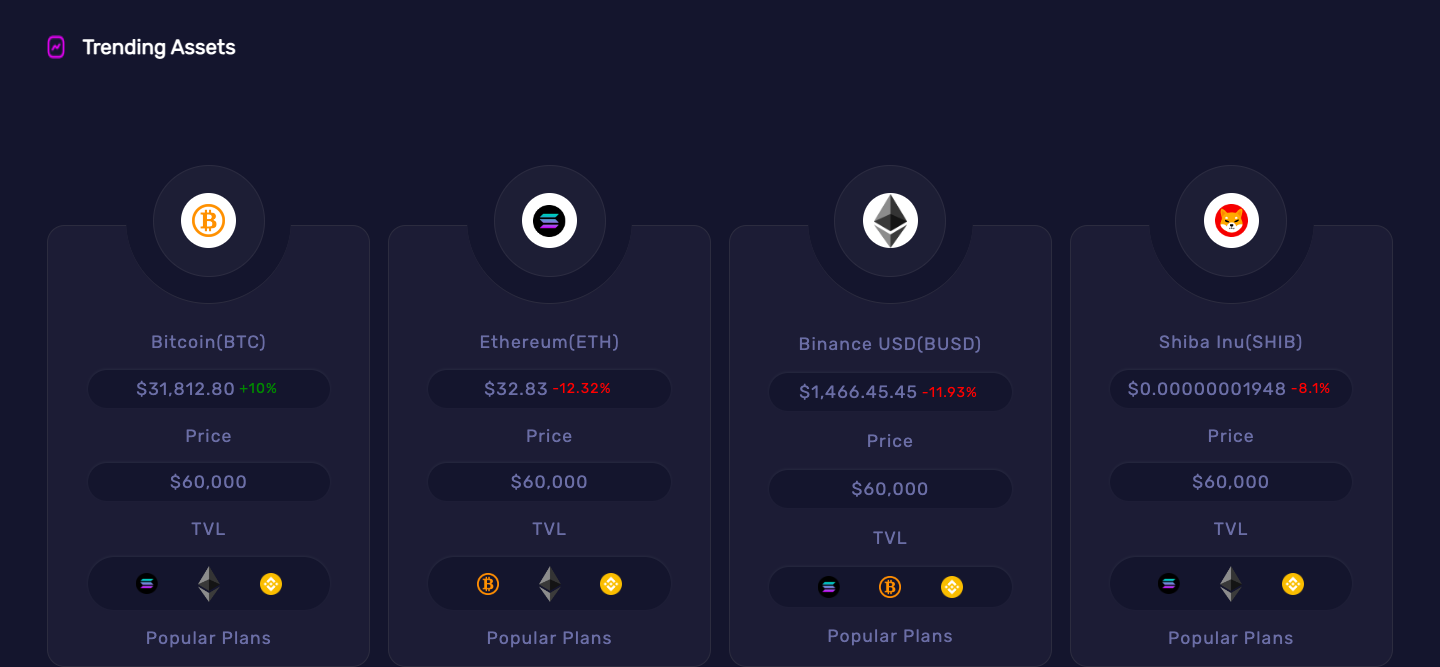 Trending Assets
Bitcoin(BTC)
$31,812.80 +10%
Price
$60,000
TVL
Popular Plans
Ethereum(ETH)
$32.83 -12.32%
Price
$60,000
TVL
Popular Plans
Binance USD(BUSD)
$1,466.45.45 -11.93%
Price
$60,000
TVL
Popular Plans
Shiba Inu(SHIB)
$0.00000001948 -8.1%
Price
$60,000
TVL
Popular Plans